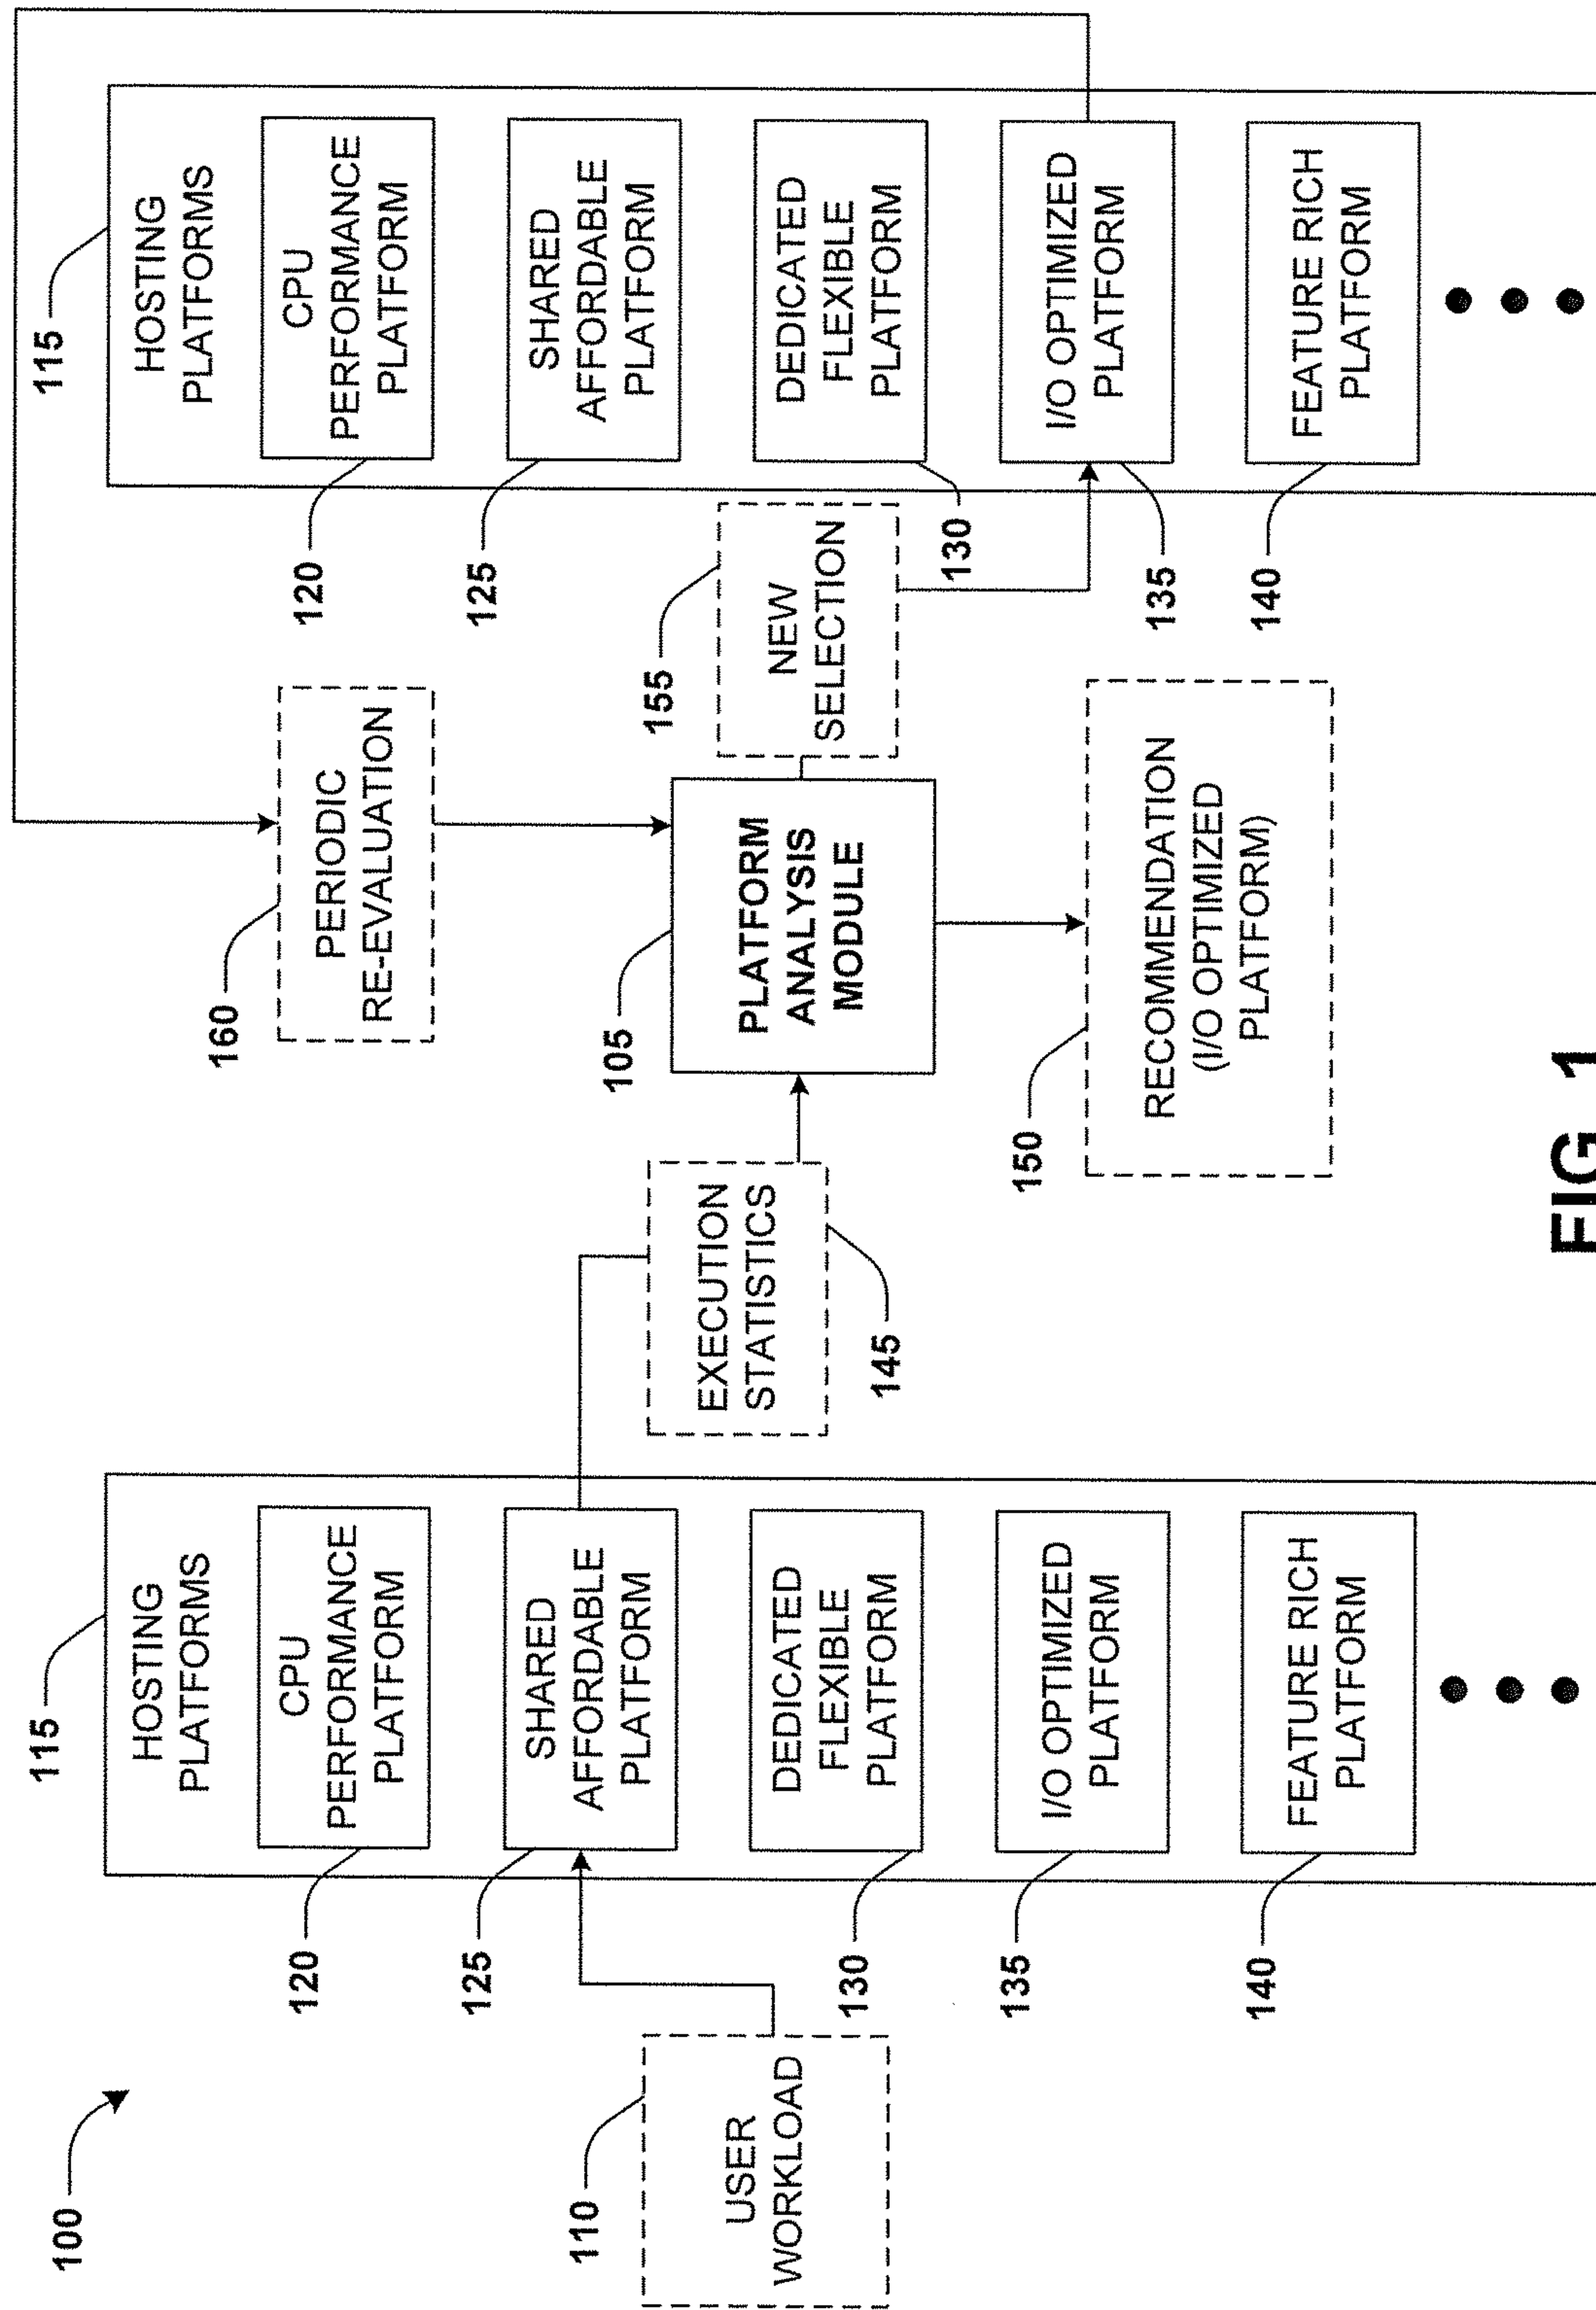 100
110
USER
WORKLOAD
115
HOSTING
PLATFORMS
120
CPU
PERFORMANCE
PLATFORM
125
SHARED
AFFORDABLE
PLATFORM
130
DEDICATED
FLEXIBLE
PLATFORM
135
I/O OPTIMIZED
PLATFORM
140
FEATURE RICH
PLATFORM
EXECUTION
STATISTICS
145
160
PERIODIC
RE-EVALUATION
105
PLATFORM
ANALYSIS
MODULE
150
RECOMMENDATION
(I/O OPTIMIZED
PLATFORM)
155
NEW
SELECTION
115
HOSTING
PLATFORMS
120
CPU
PERFORMANCE
PLATFORM
125
SHARED
AFFORDABLE
PLATFORM
130
DEDICATED
FLEXIBLE
PLATFORM
135
I/O OPTIMIZED
PLATFORM
140
FEATURE RICH
PLATFORM
FIG. 1